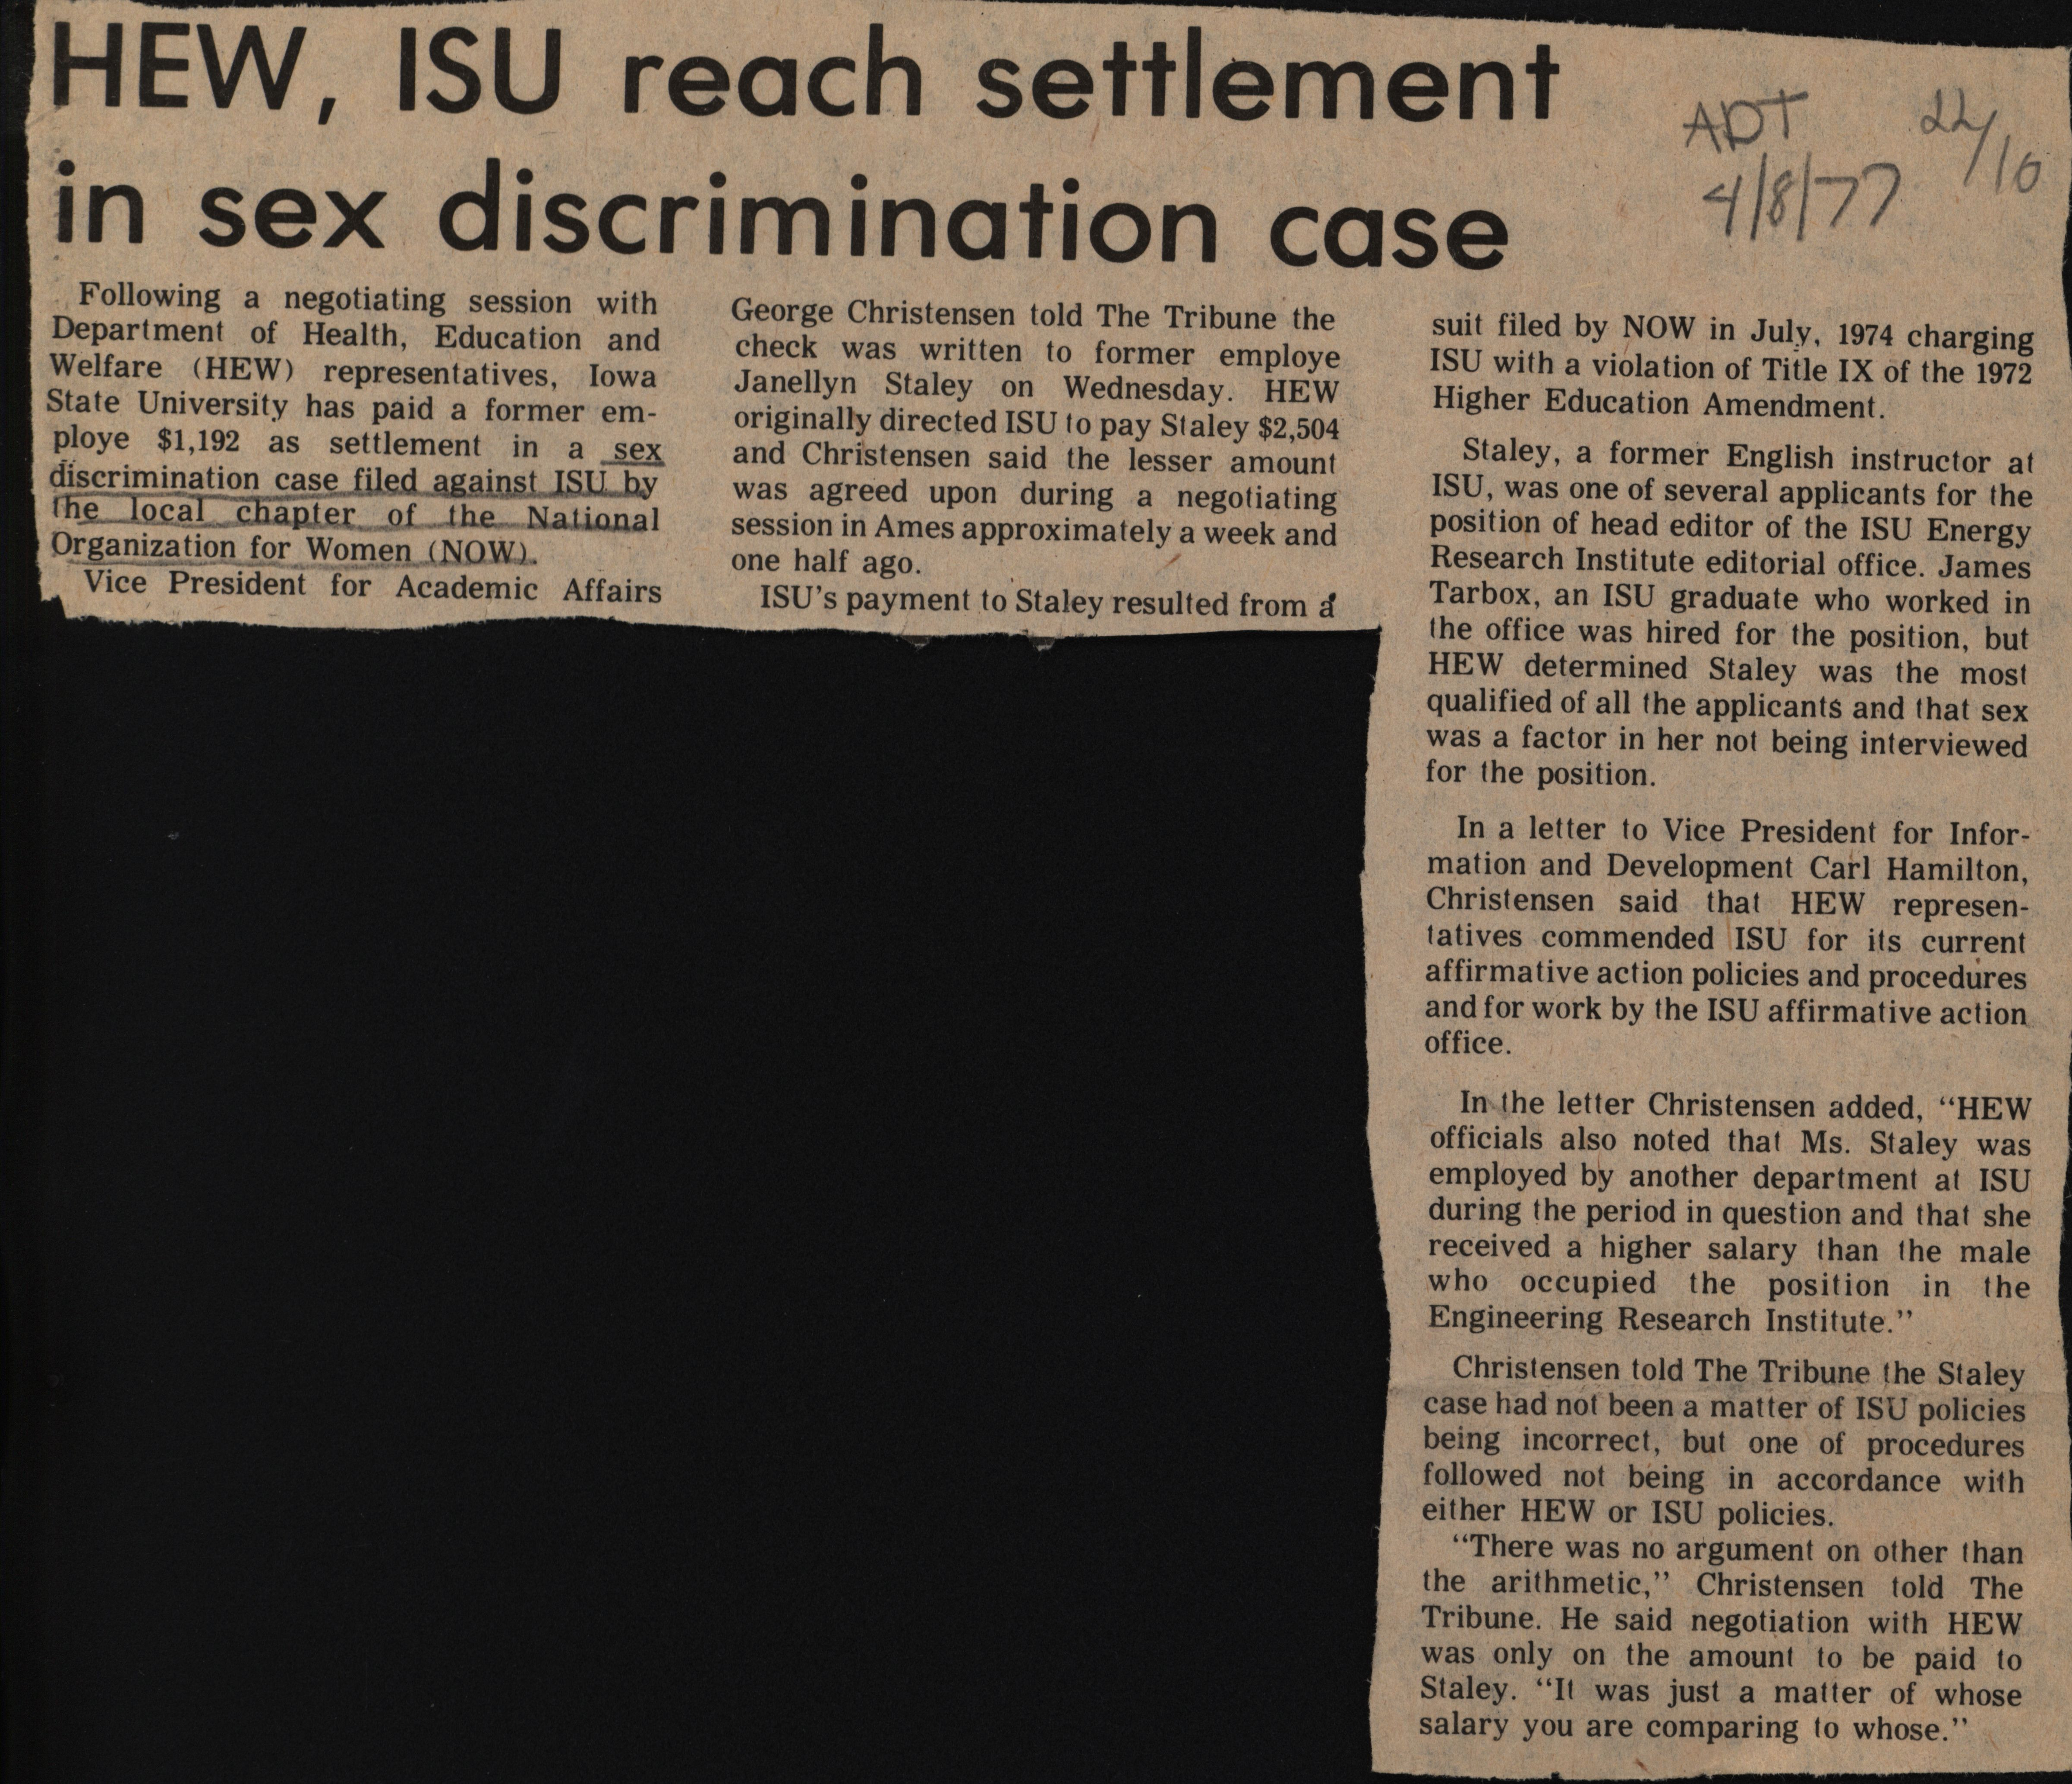 HEW, ISU reach settlement
in sex discrimination case
ADT
4/8/77
22/10
Following a negotiating session with
Department of Health, Education and
Welfare (HEW) representatives, Iowa
State University has paid a former em-
ploye $1,192 as settlement in a sex
discrimination case filed against ISU by
the local chapter of the National
Organization for Women (NOW).
Vice President for Academic Affairs
George Christensen told The Tribune the
check was written to former employe
Janellyn Staley on Wednesday. HEW
originally directed ISU to pay Staley $2,504
and Christensen said the lesser amount
was agreed upon during a negotiating
session in Ames approximately a week and
one half ago.
ISU's payment to Staley resulted from a
suit filed by NOW in July, 1974 charging
ISU with a violation of Title IX of the 1972
Higher Education Amendment.
Staley, a former English instructor at
ISU, was one of several applicants for the
position of head editor of the ISU Energy
Research Institute editorial office. James
Tarbox, an ISU graduate who worked in
the office was hired for the position, but
HEW determined Staley was the most
qualified of all the applicants and that sex
was a factor in her not being interviewed
for the position.
In a letter to Vice President for Infor-
mation and Development Carl Hamilton,
Christensen said that HEW represen-
tatives commended ISU for its current
affirmative action policies and procedures
and for work by the ISU affirmative action
office.
In the letter Christensen added, "HEW
officials also noted that Ms. Staley was
employed by another department at ISU
during the period in question and that she
received a higher salary than the male
who occupied the position in the
Engineering Research Institute."
Christensen told The Tribune the Staley
case had not been a matter of ISU policies
being incorrect, but one of procedures
followed not being in accordance with
either HEW or ISU policies.
"There was no argument on other than
the arithmetic," Christensen told The
Tribune. He said negotiation with HEW
was only on the amount to be paid to
Staley. "It was just a matter of whose
salary you are comparing to whose."